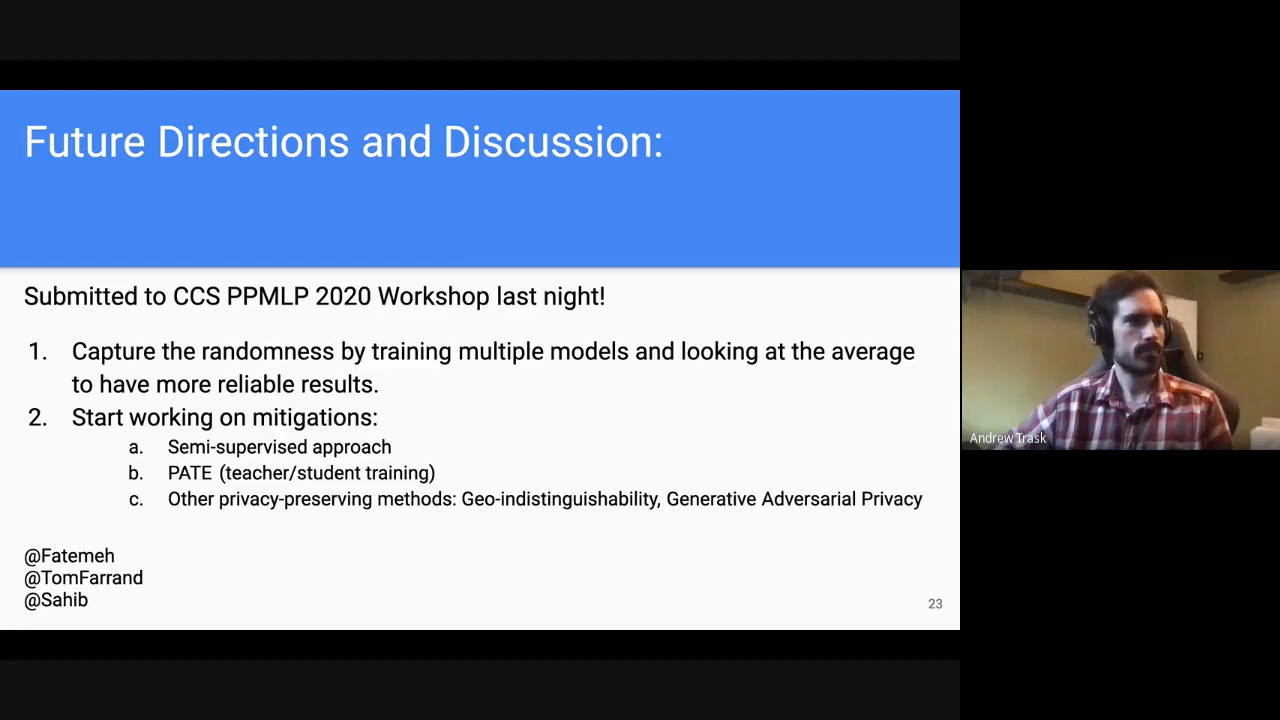 Future Directions and Discussion:
Submitted to CCS PPMLP 2020 Workshop last night!
1. Capture the randomness by training multiple models and looking at the average
to have more reliable results.
2. Start working on mitigations:
a. Semi-supervised approach
b. PATE (teacher/student training)
c. Other privacy-preserving methods: Geo-indistinguishability, Generative Adversarial Privacy
@Fatemeh
@TomFarrand
@Sahib
23
Andrew Trask